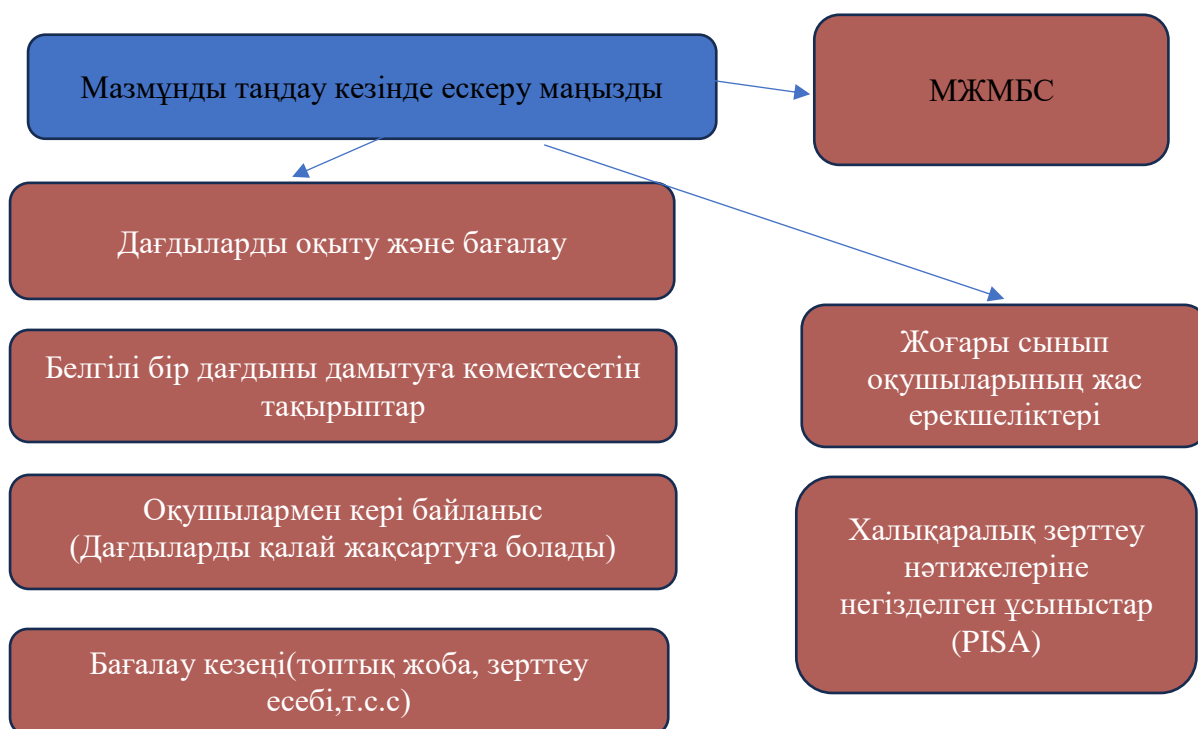 Мазмұнды таңдау кезінде ескеру маңызды
МЖМБС
Дағдыларды оқыту және бағалау
Белгілі бір дағдыны дамытуға көмектесетін
тақырыптар
Оқушылармен кері байланыс
(Дағдыларды қалай жақсартуға болады)
Бағалау кезеңі(топтық жоба, зерттеу
есебі,т.с.с)
Жоғары сынып
оқушыларының жас
ерекшеліктері
Халықаралық зерттеу
нәтижелеріне
негізделген ұсыныстар
(PISA)